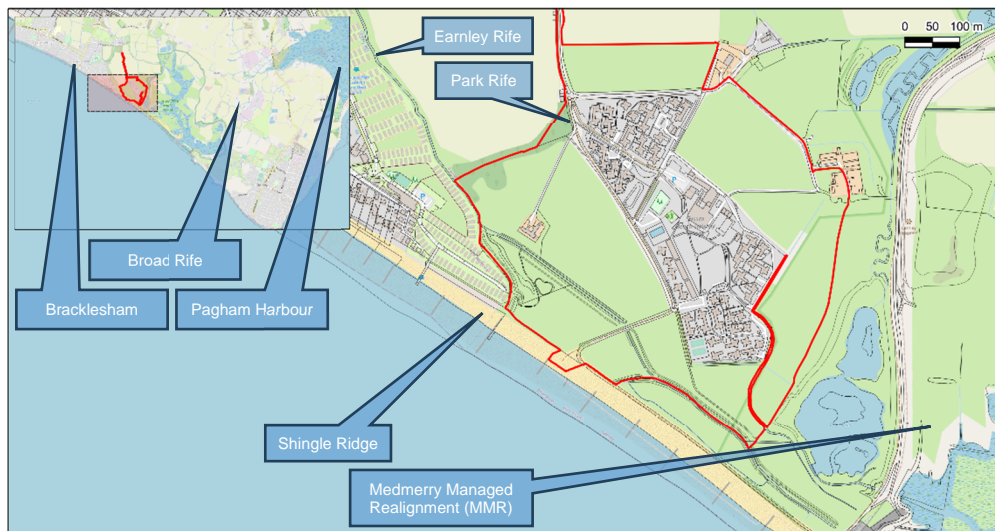 Earnley Rife
0 50 100 m
Park Rife
Broad Rife
Bracklesham
Pagham Harbour
Shingle Ridge
Medmerry Managed
Realignment (MMR)